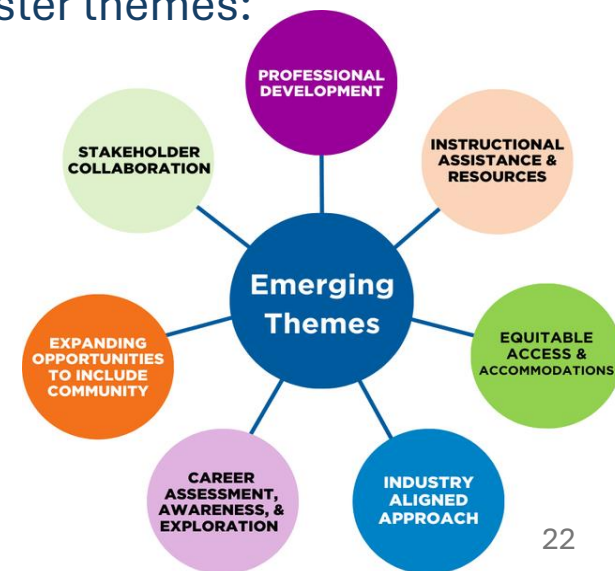 ster themes:
PROFESSIONAL
DEVELOPMENT
STAKEHOLDER
COLLABORATION
INSTRUCTIONAL
ASSISTANCE &
RESOURCES
Emerging
Themes
EXPANDING
OPPORTUNITIES
TO INCLUDE
COMMUNITY
EQUITABLE
ACCESS &
ACCOMMODATIONS
CAREER
ASSESSMENT,
AWARENESS, &
EXPLORATION
INDUSTRY
ALIGNED
APPROACH
22